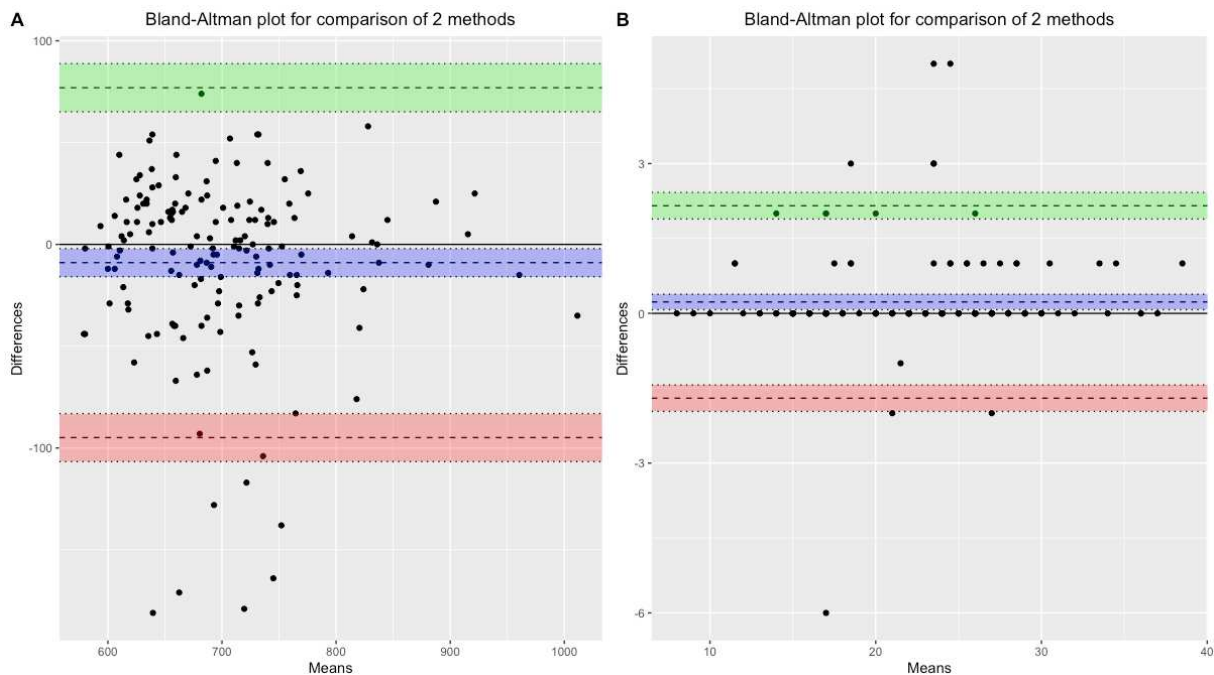 A
Bland-Altman plot for comparison of 2 methods
100
0
-100
Differences
600
700
800
900
1000
Means
B
Bland-Altman plot for comparison of 2 methods
3
0
-3
-6
Differences
10
20
30
40
Means